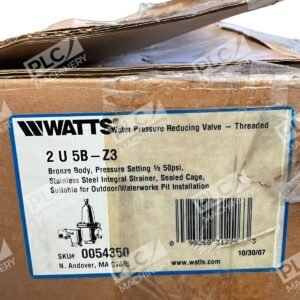 WATTS® Water Pressure Reducing Valve – Threaded
2 U 5B-Z3
Bronze Body, Pressure Setting ½ 50psi,
Stainless Steel Integral Strainer, Sealed Cage,
Suitable for Outdoor/Waterworks Pit Installation
SKU# 0054350
N. Andover, MA
www.watts.com
10/30/07
PLC
MACHINERY